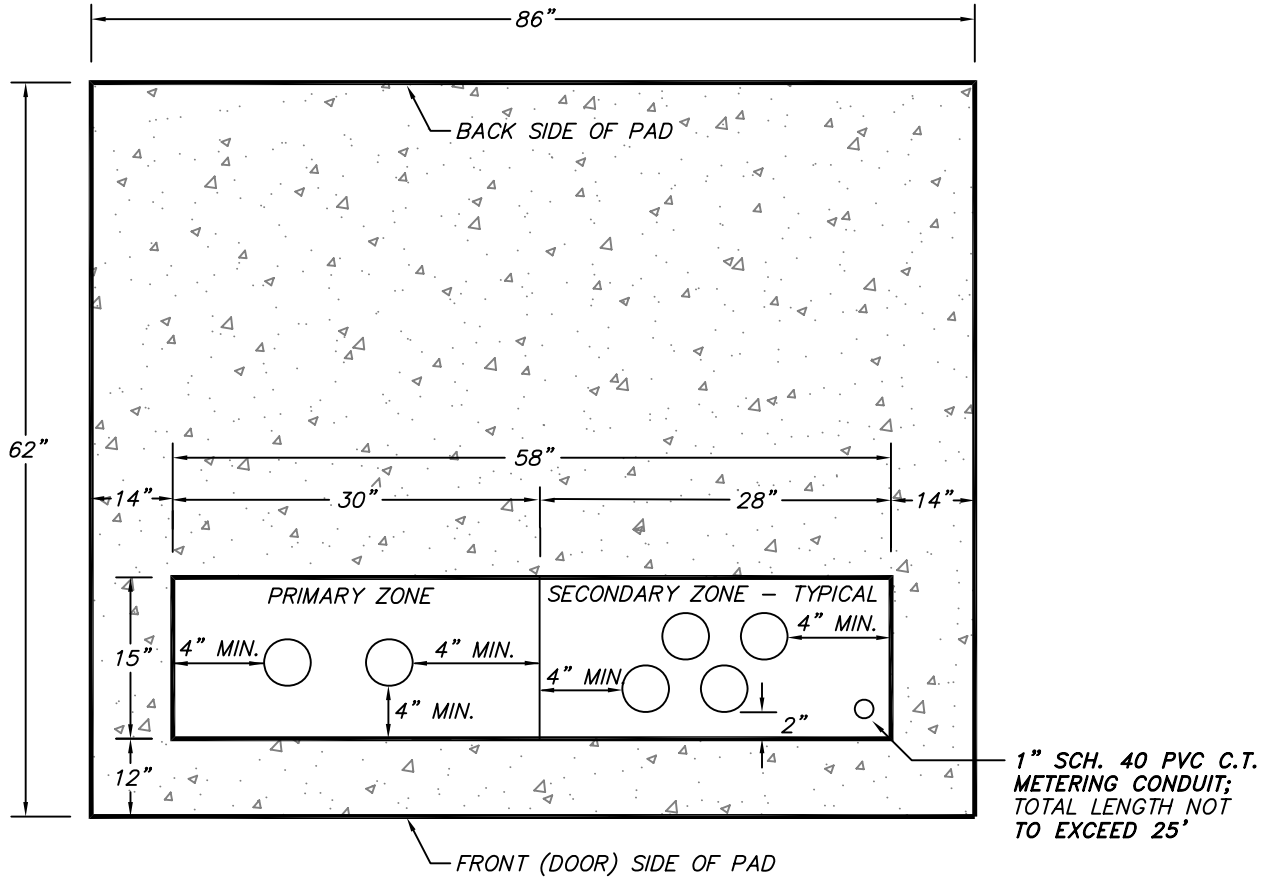 86”
BACK SIDE OF PAD
62”
58”
14”
30”
28”
14”
PRIMARY ZONE
SECONDARY ZONE – TYPICAL
4” MIN.
4” MIN.
4” MIN.
15”
4” MIN.
4” MIN.
2”
12”
1” SCH. 40 PVC C.T.
METERING CONDUIT;
TOTAL LENGTH NOT
TO EXCEED 25’
FRONT (DOOR) SIDE OF PAD